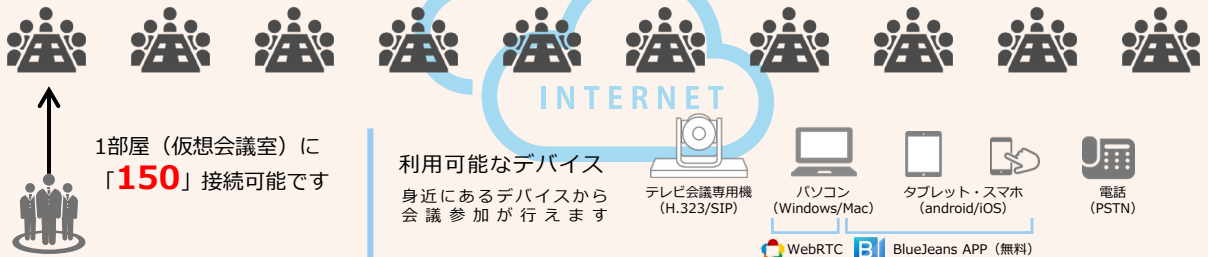 INTERNET
1部屋（仮想会議室）に
「150」接続可能です
利用可能なデバイス
身近にあるデバイスから
会議参加が行えます
テレビ会議専用機
（H.323/SIP）
パソコン
（Windows/Mac）
タブレット・スマホ
（android/iOS）
電話
（PSTN）
WebRTC
B BlueJeans APP（無料）